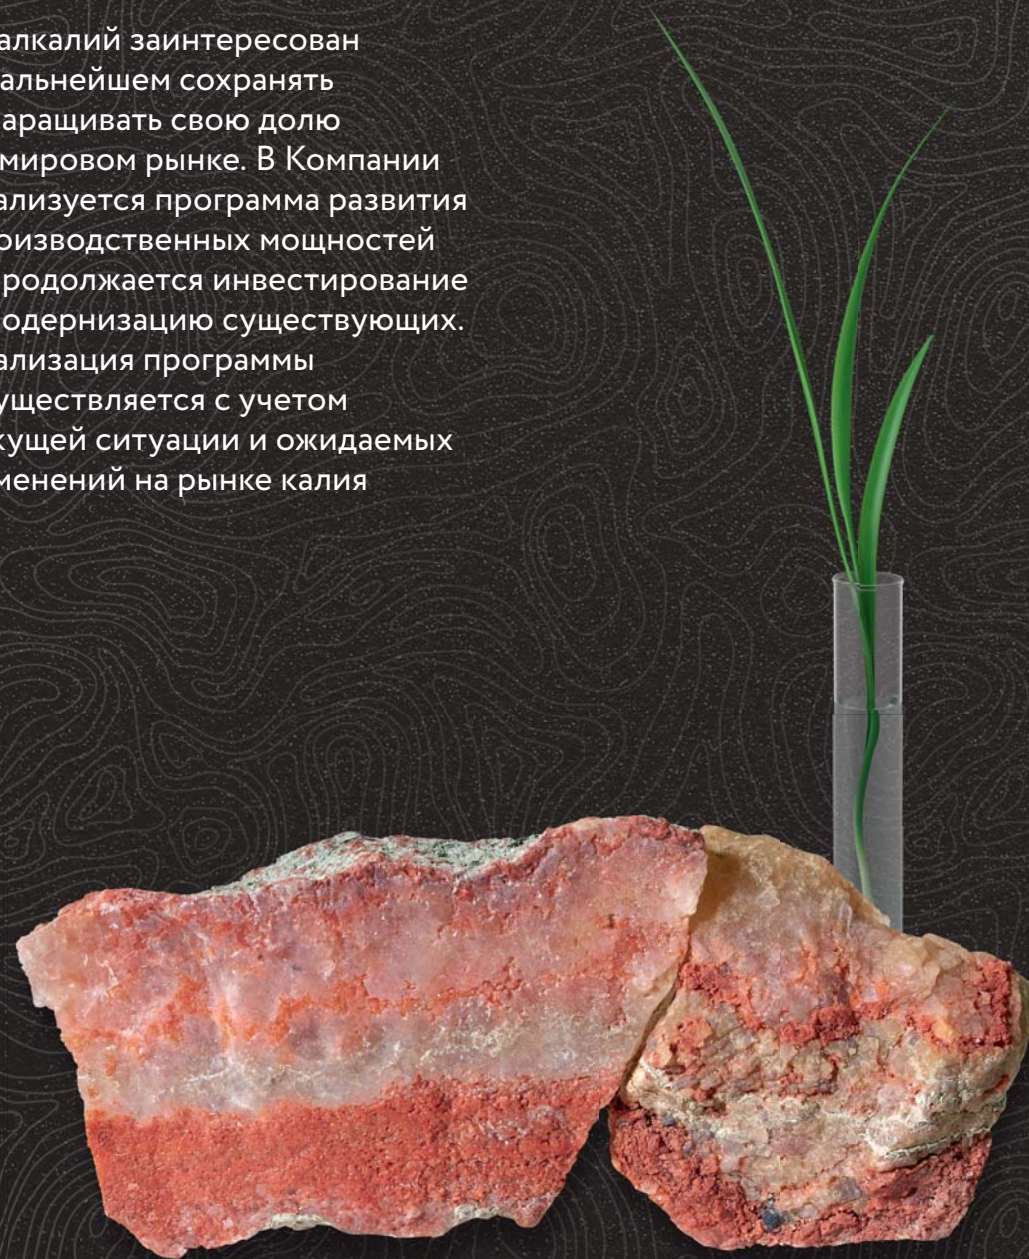 алкалий заинтересован
альнейшем сохранять
аращивать свою долю
мировом рынке. В Компании
ализуется программа развития
оизводственных мощностей
родолжается инвестирование
одернизацию существующих.
ализация программы
уществляется с учетом
кущей ситуации и ожидаемых
менений на рынке калия